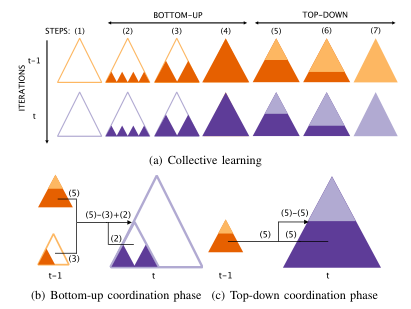 BOTTOM-UP TOP-DOWN
STEPS: (1) (2) (3) (4) (5) (6) (7)
ITERATIONS
t-1
t
(a) Collective learning
(5)
(5)-(3)+(2)
(2)
(3)
t-1 t
(5)-(5)
(5) (5)
t-1 t
(b) Bottom-up coordination phase (c) Top-down coordination phase